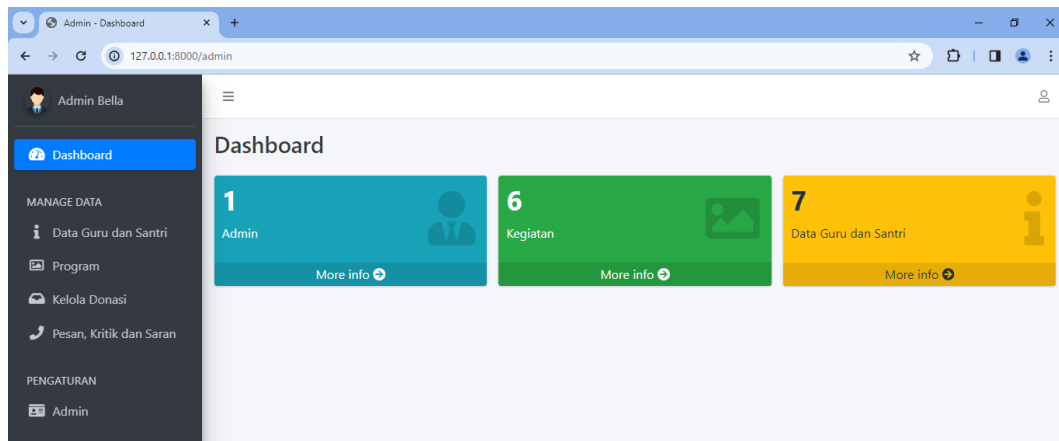 Admin - Dashboard
127.0.0.1:8000/admin
Admin Bella
Dashboard
MANAGE DATA
Data Guru dan Santri
Program
Kelola Donasi
Pesan, Kritik dan Saran
PENGATURAN
Admin
Dashboard
1
Admin
More info
6
Kegiatan
More info
7
Data Guru dan Santri
More info